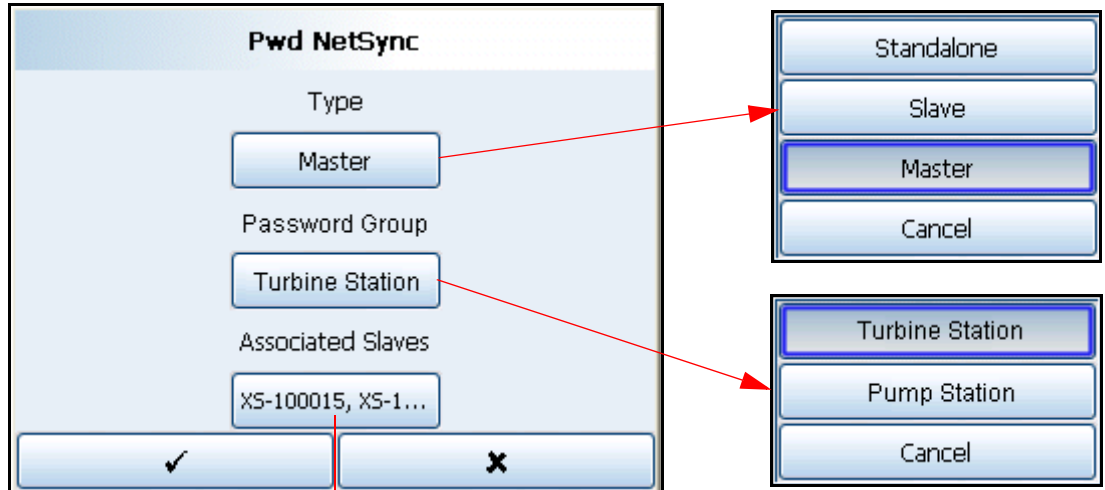 Pwd NetSync
Type
Master
Password Group
Turbine Station
Associated Slaves
XS-100015, XS-1...
✓
✖
Standalone
Slave
Master
Cancel
Turbine Station
Pump Station
Cancel